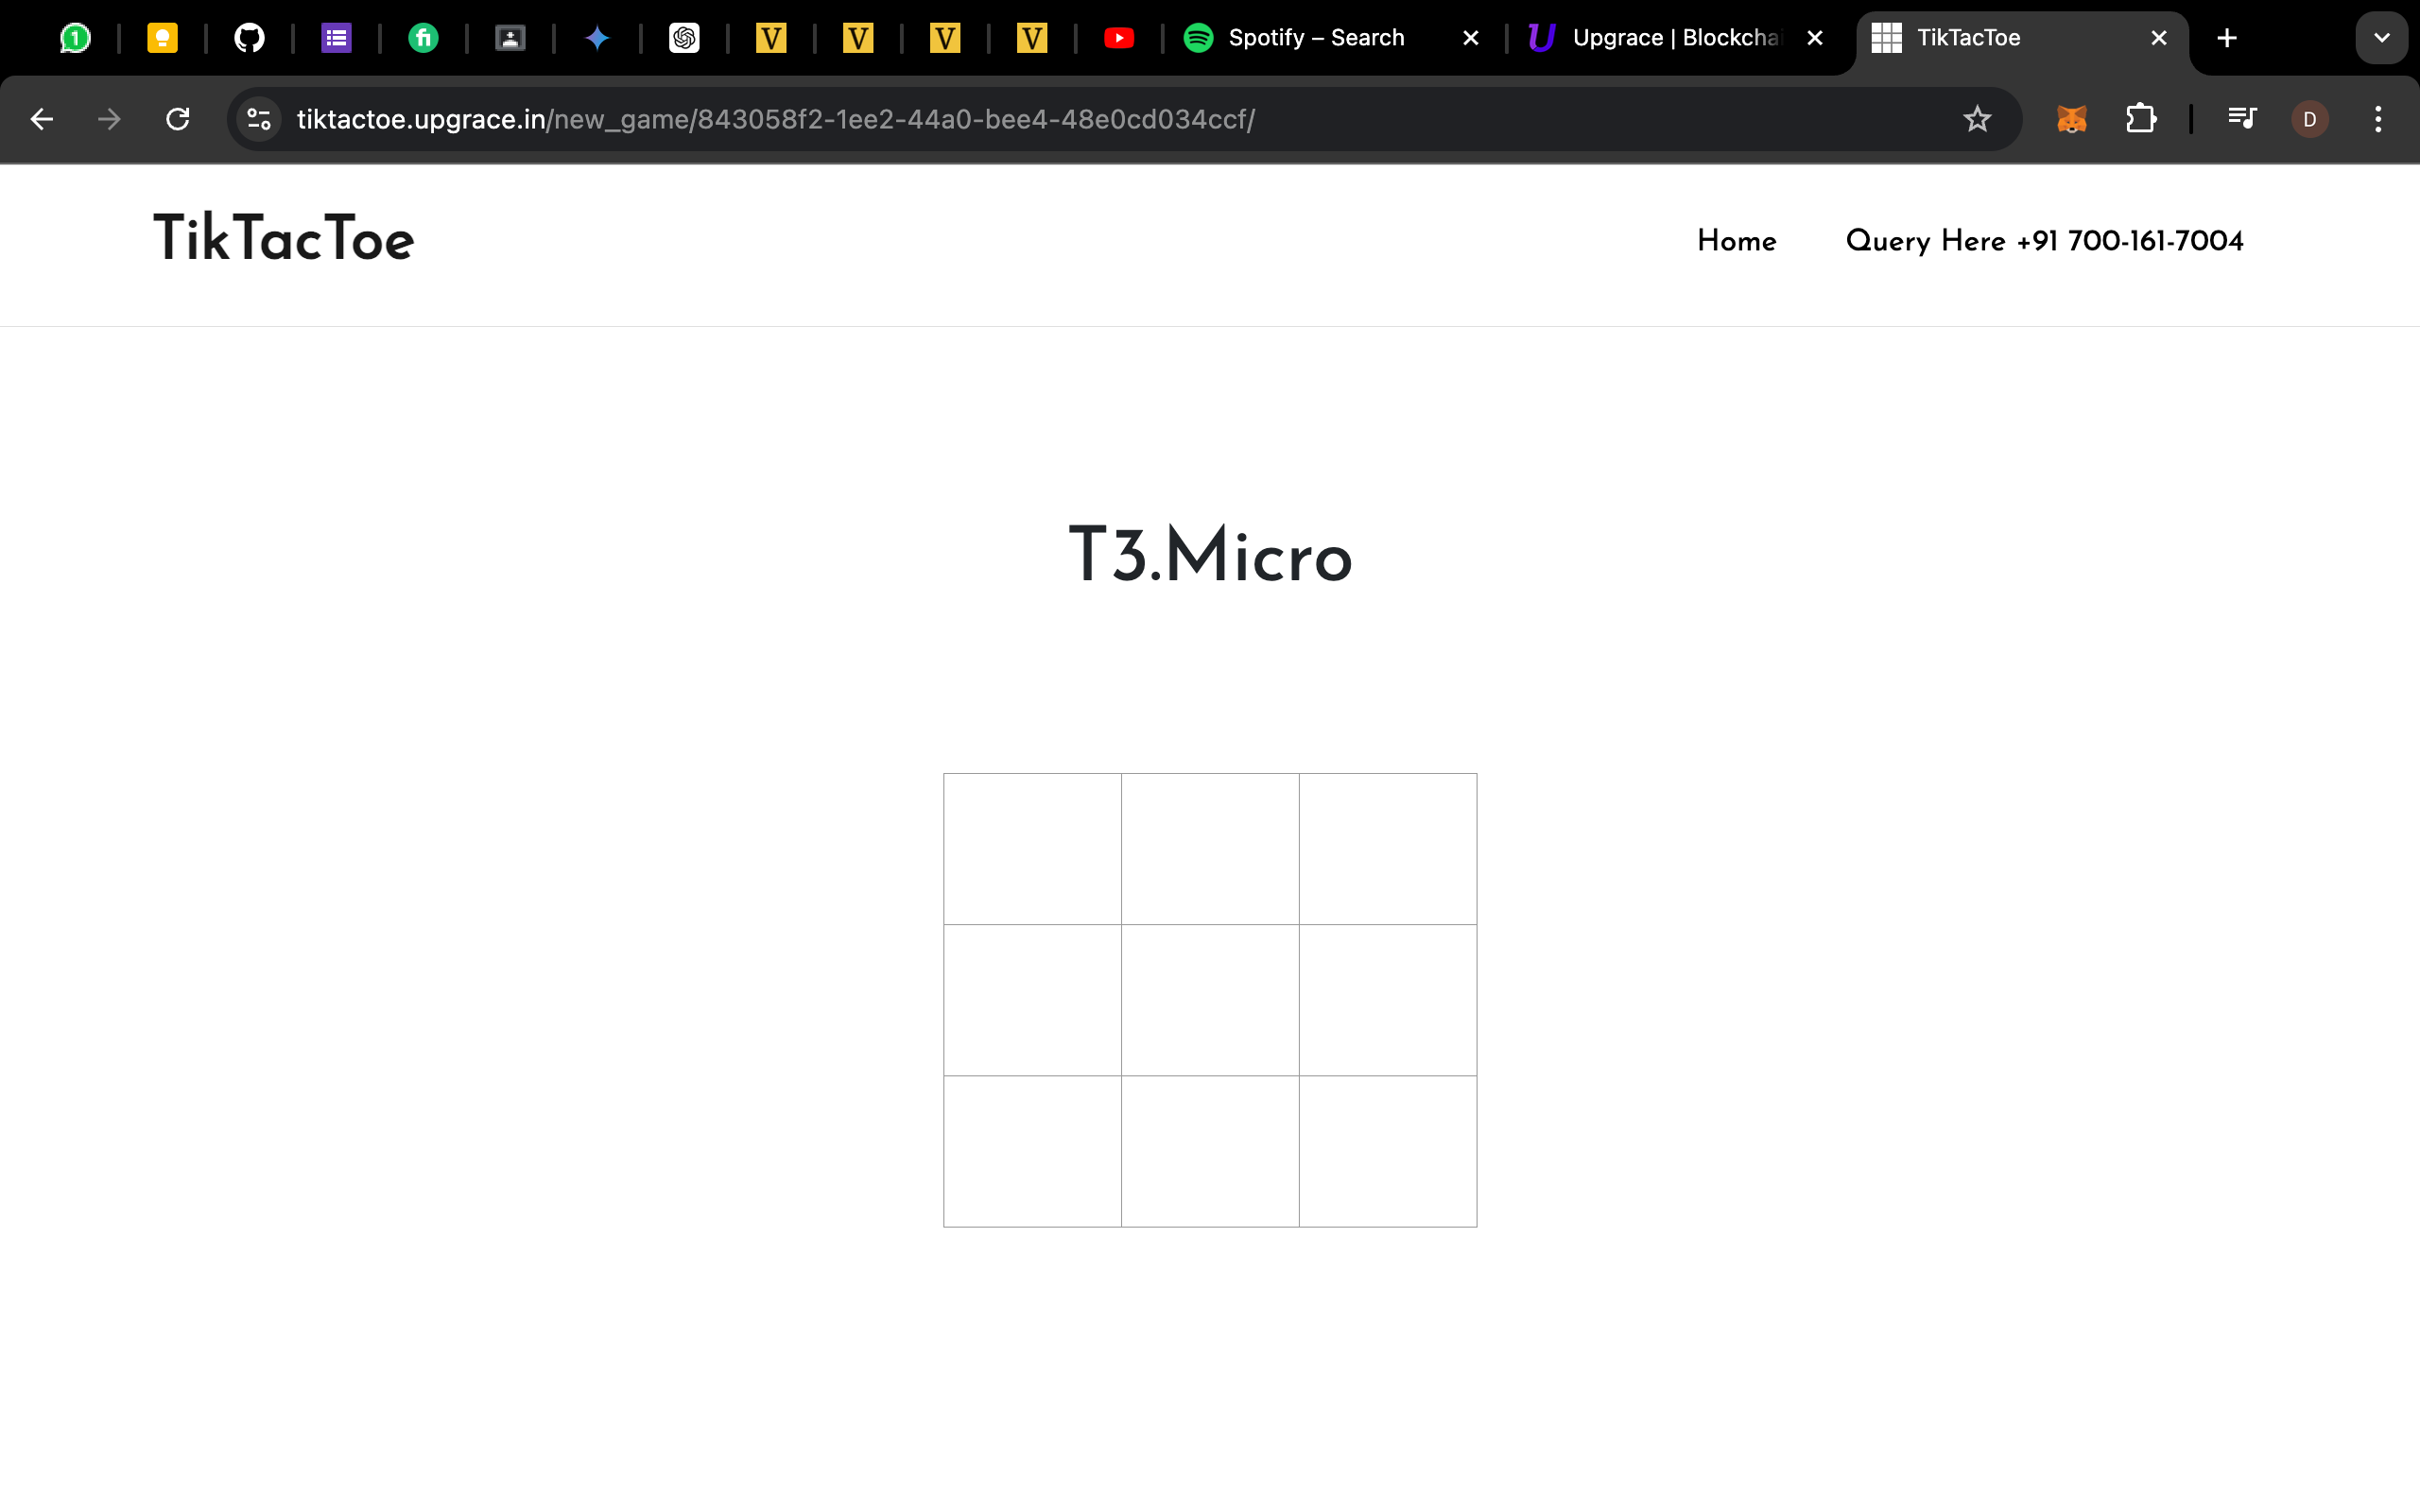 1 V V V V Spotify – Search Upgrace | Blockchai TikTacToe
tiktactoe.upgrace.in/new_game/843058f2-1ee2-44a0-bee4-48e0cd034ccf/ D
TikTacToe Home Query Here +91 700-161-7004
T3.Micro